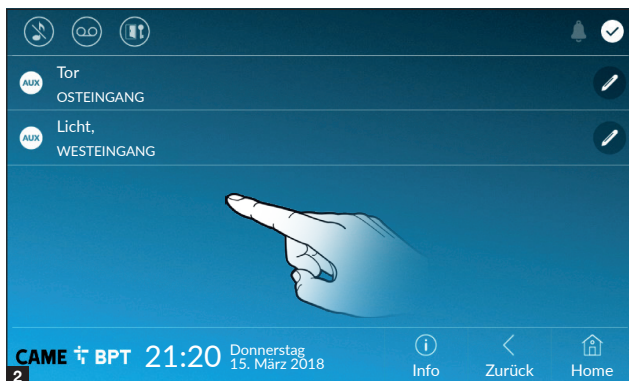 AUX
Tor
OSTEINGANG
AUX
Licht,
WESTEINGANG
CAME BPT 21:20 Donnerstag
15. März 2018
Info
Zurück
Home
2